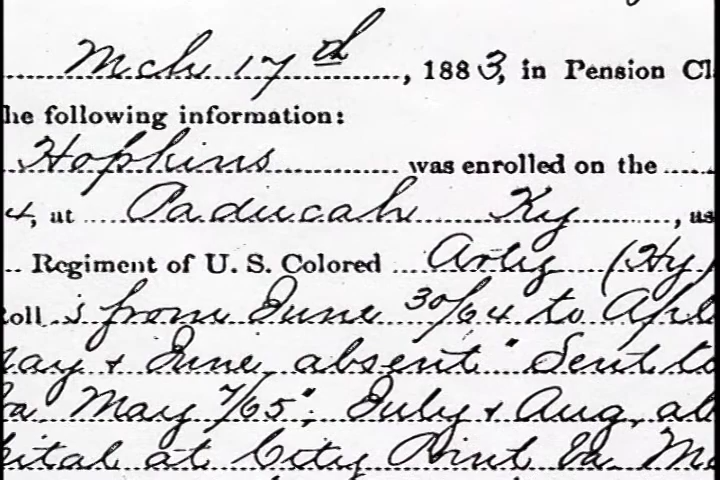 Mch 17th, 1883, in Pension Cl
he following information:
Hopkins was enrolled on the
4, at Paducah Ky, as
Regiment of U. S. Colored Arty (Hy)
oll s from June 30/64 to Apl
ay & June, absent "Sent to
a. May 7/65"; July & Aug, ab
pital at City Point Va. M